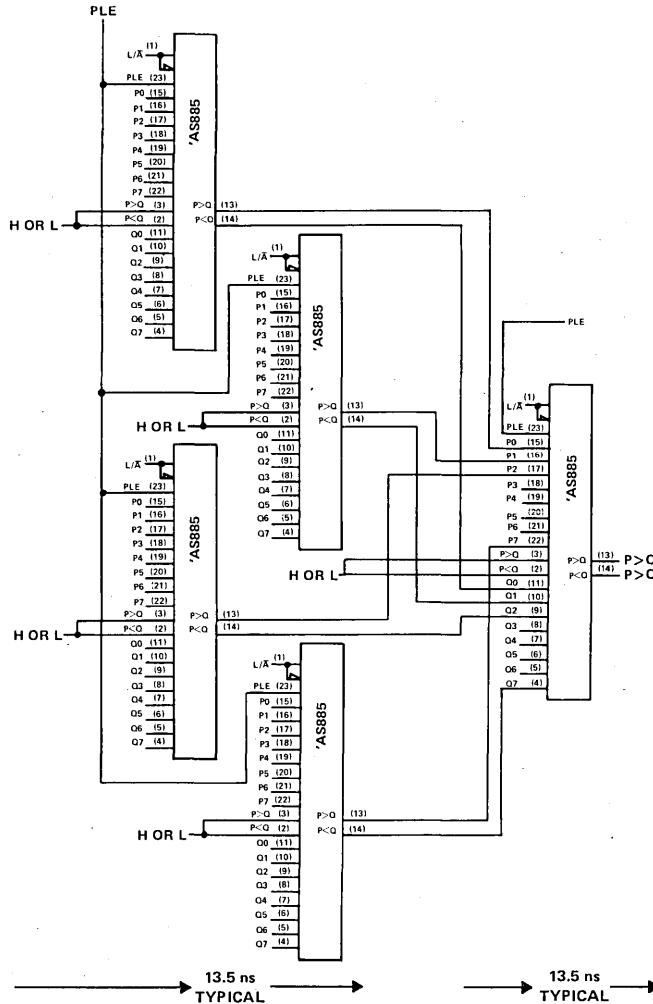 PLE
L/Ā (1)
PLE (23)
P0 (15)
P1 (16)
P2 (17)
P3 (18)
P4 (19)
P5 (20)
P6 (21)
P7 (22)
P>Q (3) P>Q (13)
H OR L P<Q (2) P<Q (14)
Q0 (11)
Q1 (10)
Q2 (9)
Q3 (8)
Q4 (7)
Q5 (6)
Q6 (5)
Q7 (4)
'AS885
L/Ā (1)
PLE (23)
P0 (15)
P1 (16)
P2 (17)
P3 (18)
P4 (19)
P5 (20)
P6 (21)
P7 (22)
P>Q (3) P>Q (13)
H OR L P<Q (2) P<Q (14)
Q0 (11)
Q1 (10)
Q2 (9)
Q3 (8)
Q4 (7)
Q5 (6)
Q6 (5)
Q7 (4)
'AS885
L/Ā (1)
PLE (23)
P0 (15)
P1 (16)
P2 (17)
P3 (18)
P4 (19)
P5 (20)
P6 (21)
P7 (22)
P>Q (3) P>Q (13)
H OR L P<Q (2) P<Q (14)
Q0 (11)
Q1 (10)
Q2 (9)
Q3 (8)
Q4 (7)
Q5 (6)
Q6 (5)
Q7 (4)
'AS885
L/Ā (1)
PLE (23)
P0 (15)
P1 (16)
P2 (17)
P3 (18)
P4 (19)
P5 (20)
P6 (21)
P7 (22)
P>Q (3) P>Q (13)
H OR L P<Q (2) P<Q (14)
Q0 (11)
Q1 (10)
Q2 (9)
Q3 (8)
Q4 (7)
Q5 (6)
Q6 (5)
Q7 (4)
'AS885
PLE
L/Ā (1)
PLE (23)
P0 (15)
P1 (16)
P2 (17)
P3 (18)
P4 (19)
P5 (20)
P6 (21)
P7 (22)
P>Q (3) P>Q (13) P>Q
H OR L P<Q (2) P<Q (14) P>Q
Q0 (11)
Q1 (10)
Q2 (9)
Q3 (8)
Q4 (7)
Q5 (6)
Q6 (5)
Q7 (4)
'AS885
13.5 ns
TYPICAL
13.5 ns
TYPICAL